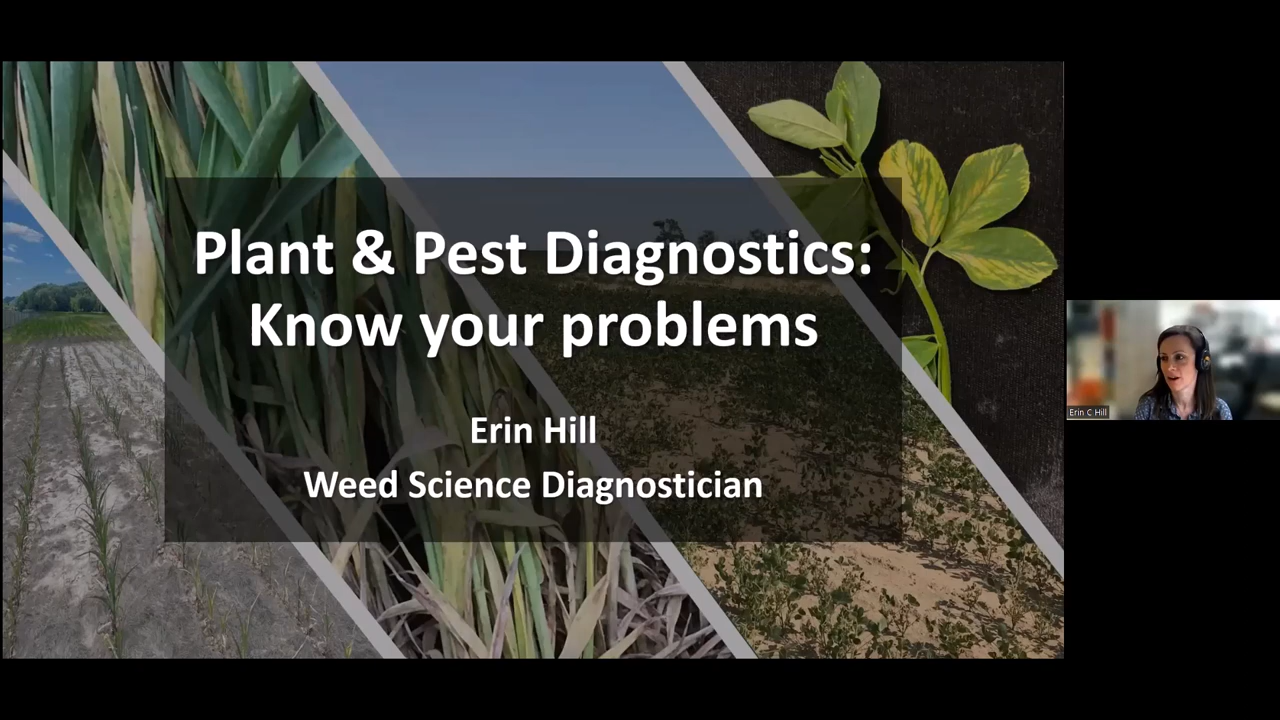 Plant & Pest Diagnostics:
Know your problems
Erin Hill
Weed Science Diagnostician
Erin C Hill